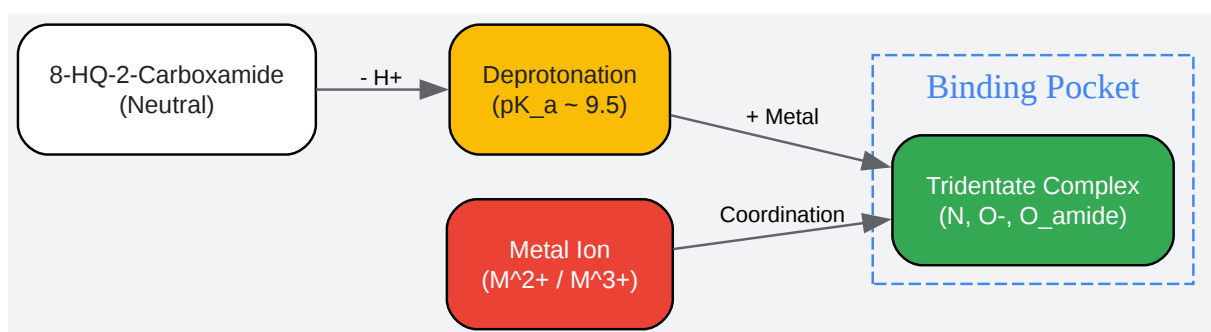 8-HQ-2-Carboxamide
(Neutral)
- H+
Deprotonation
(pK_a ~ 9.5)
+ Metal
Binding Pocket
Tridentate Complex
(N, O-, O_amide)
Coordination
Metal Ion
(M^2+ / M^3+)